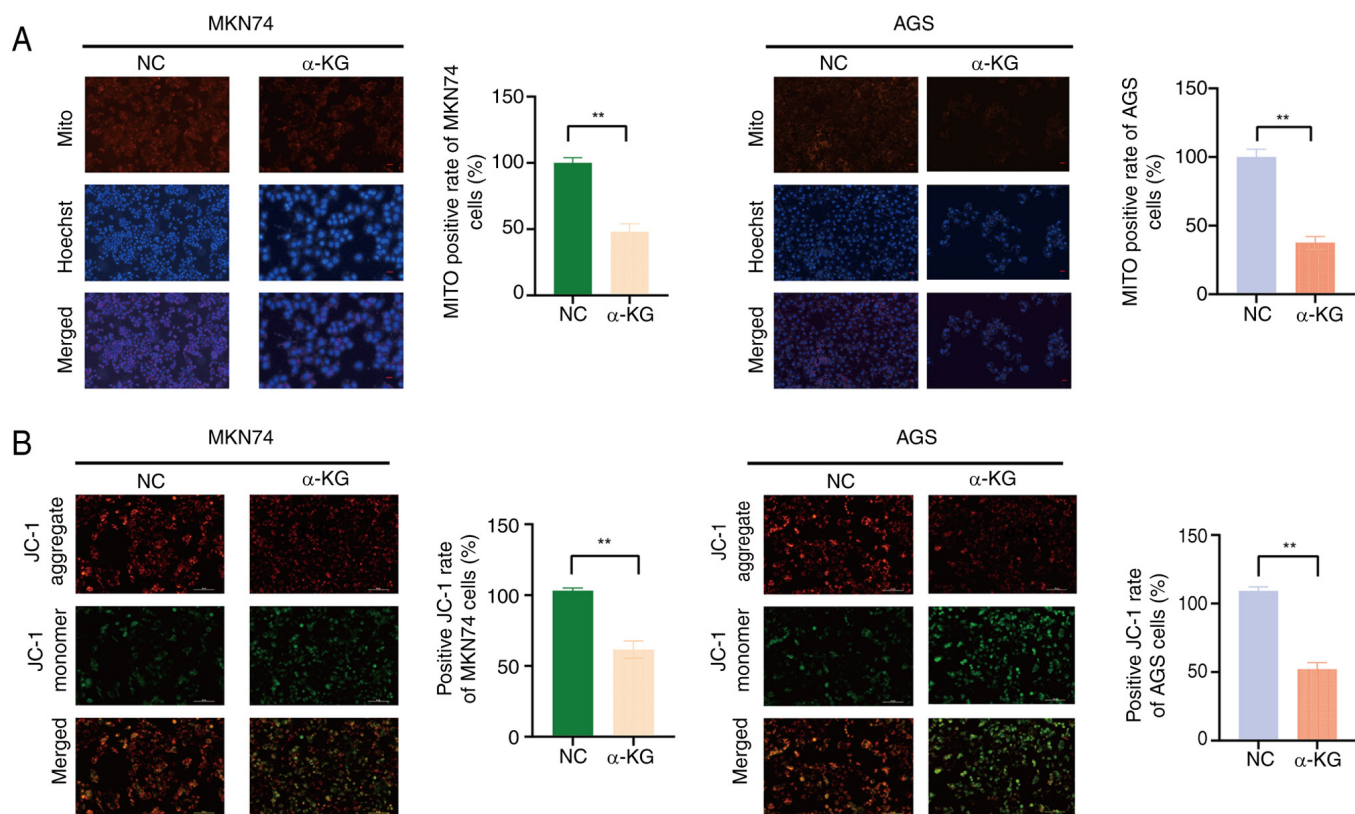 A
MKN74
NC
α-KG
Mito
Hoechst
Merged
MITO positive rate of MKN74
cells (%)
150
100
50
0
**
NC
α-KG
AGS
NC
α-KG
Mito
Hoechst
Merged
MITO positive rate of AGS
cells (%)
150
100
50
0
**
NC
α-KG
B
MKN74
NC
α-KG
JC-1
aggregate
JC-1
monomer
Merged
Positive JC-1 rate
of MKN74 cells (%)
150
100
50
0
**
NC
α-KG
AGS
NC
α-KG
JC-1
aggregate
JC-1
monomer
Merged
Positive JC-1 rate
of AGS cells (%)
150
100
50
0
**
NC
α-KG